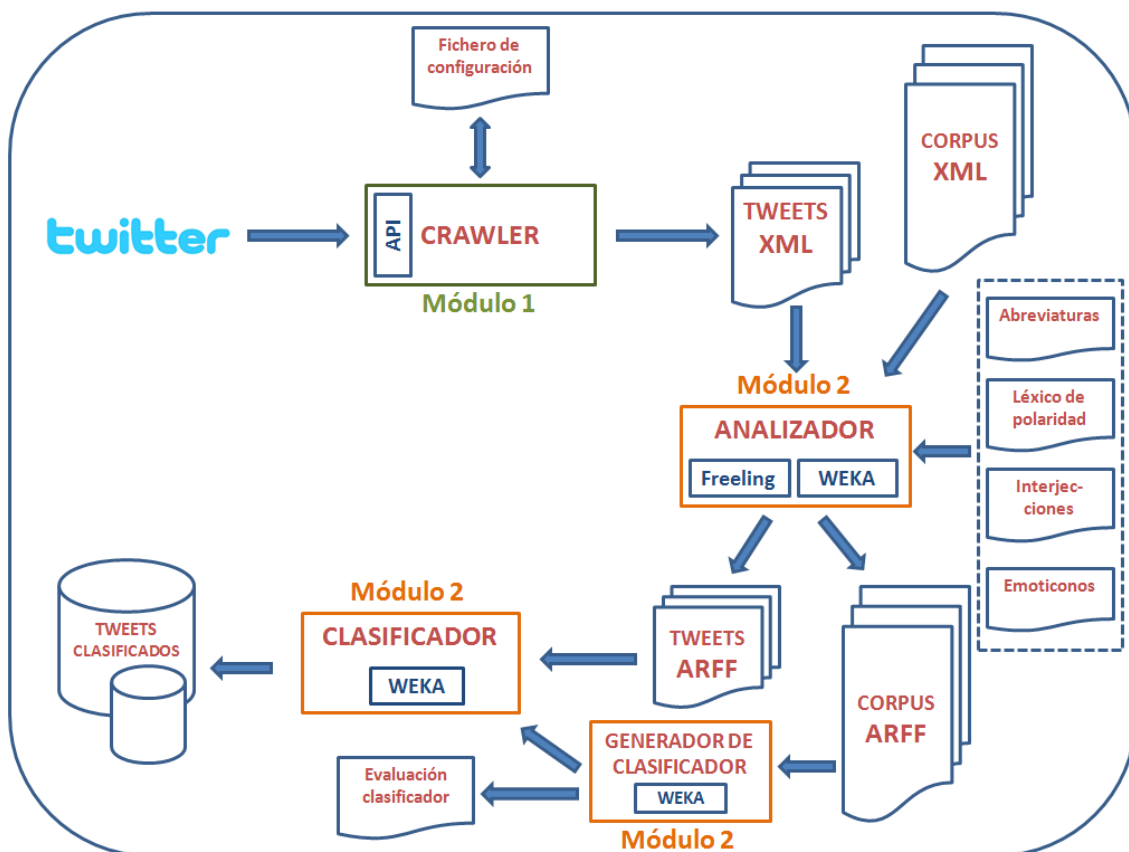 Fichero de
configuración
CORPUS
XML
twitter
API
CRAWLER
TWEETS
XML
Módulo 1
Abreviaturas
Módulo 2
ANALIZADOR
Freeling
WEKA
Léxico de
polaridad
Interjec-
ciones
Emoticonos
Módulo 2
CLASIFICADOR
WEKA
TWEETS
CLASIFICADOS
TWEETS
ARFF
CORPUS
ARFF
GENERADOR DE
CLASIFICADOR
WEKA
Módulo 2
Evaluación
clasificador